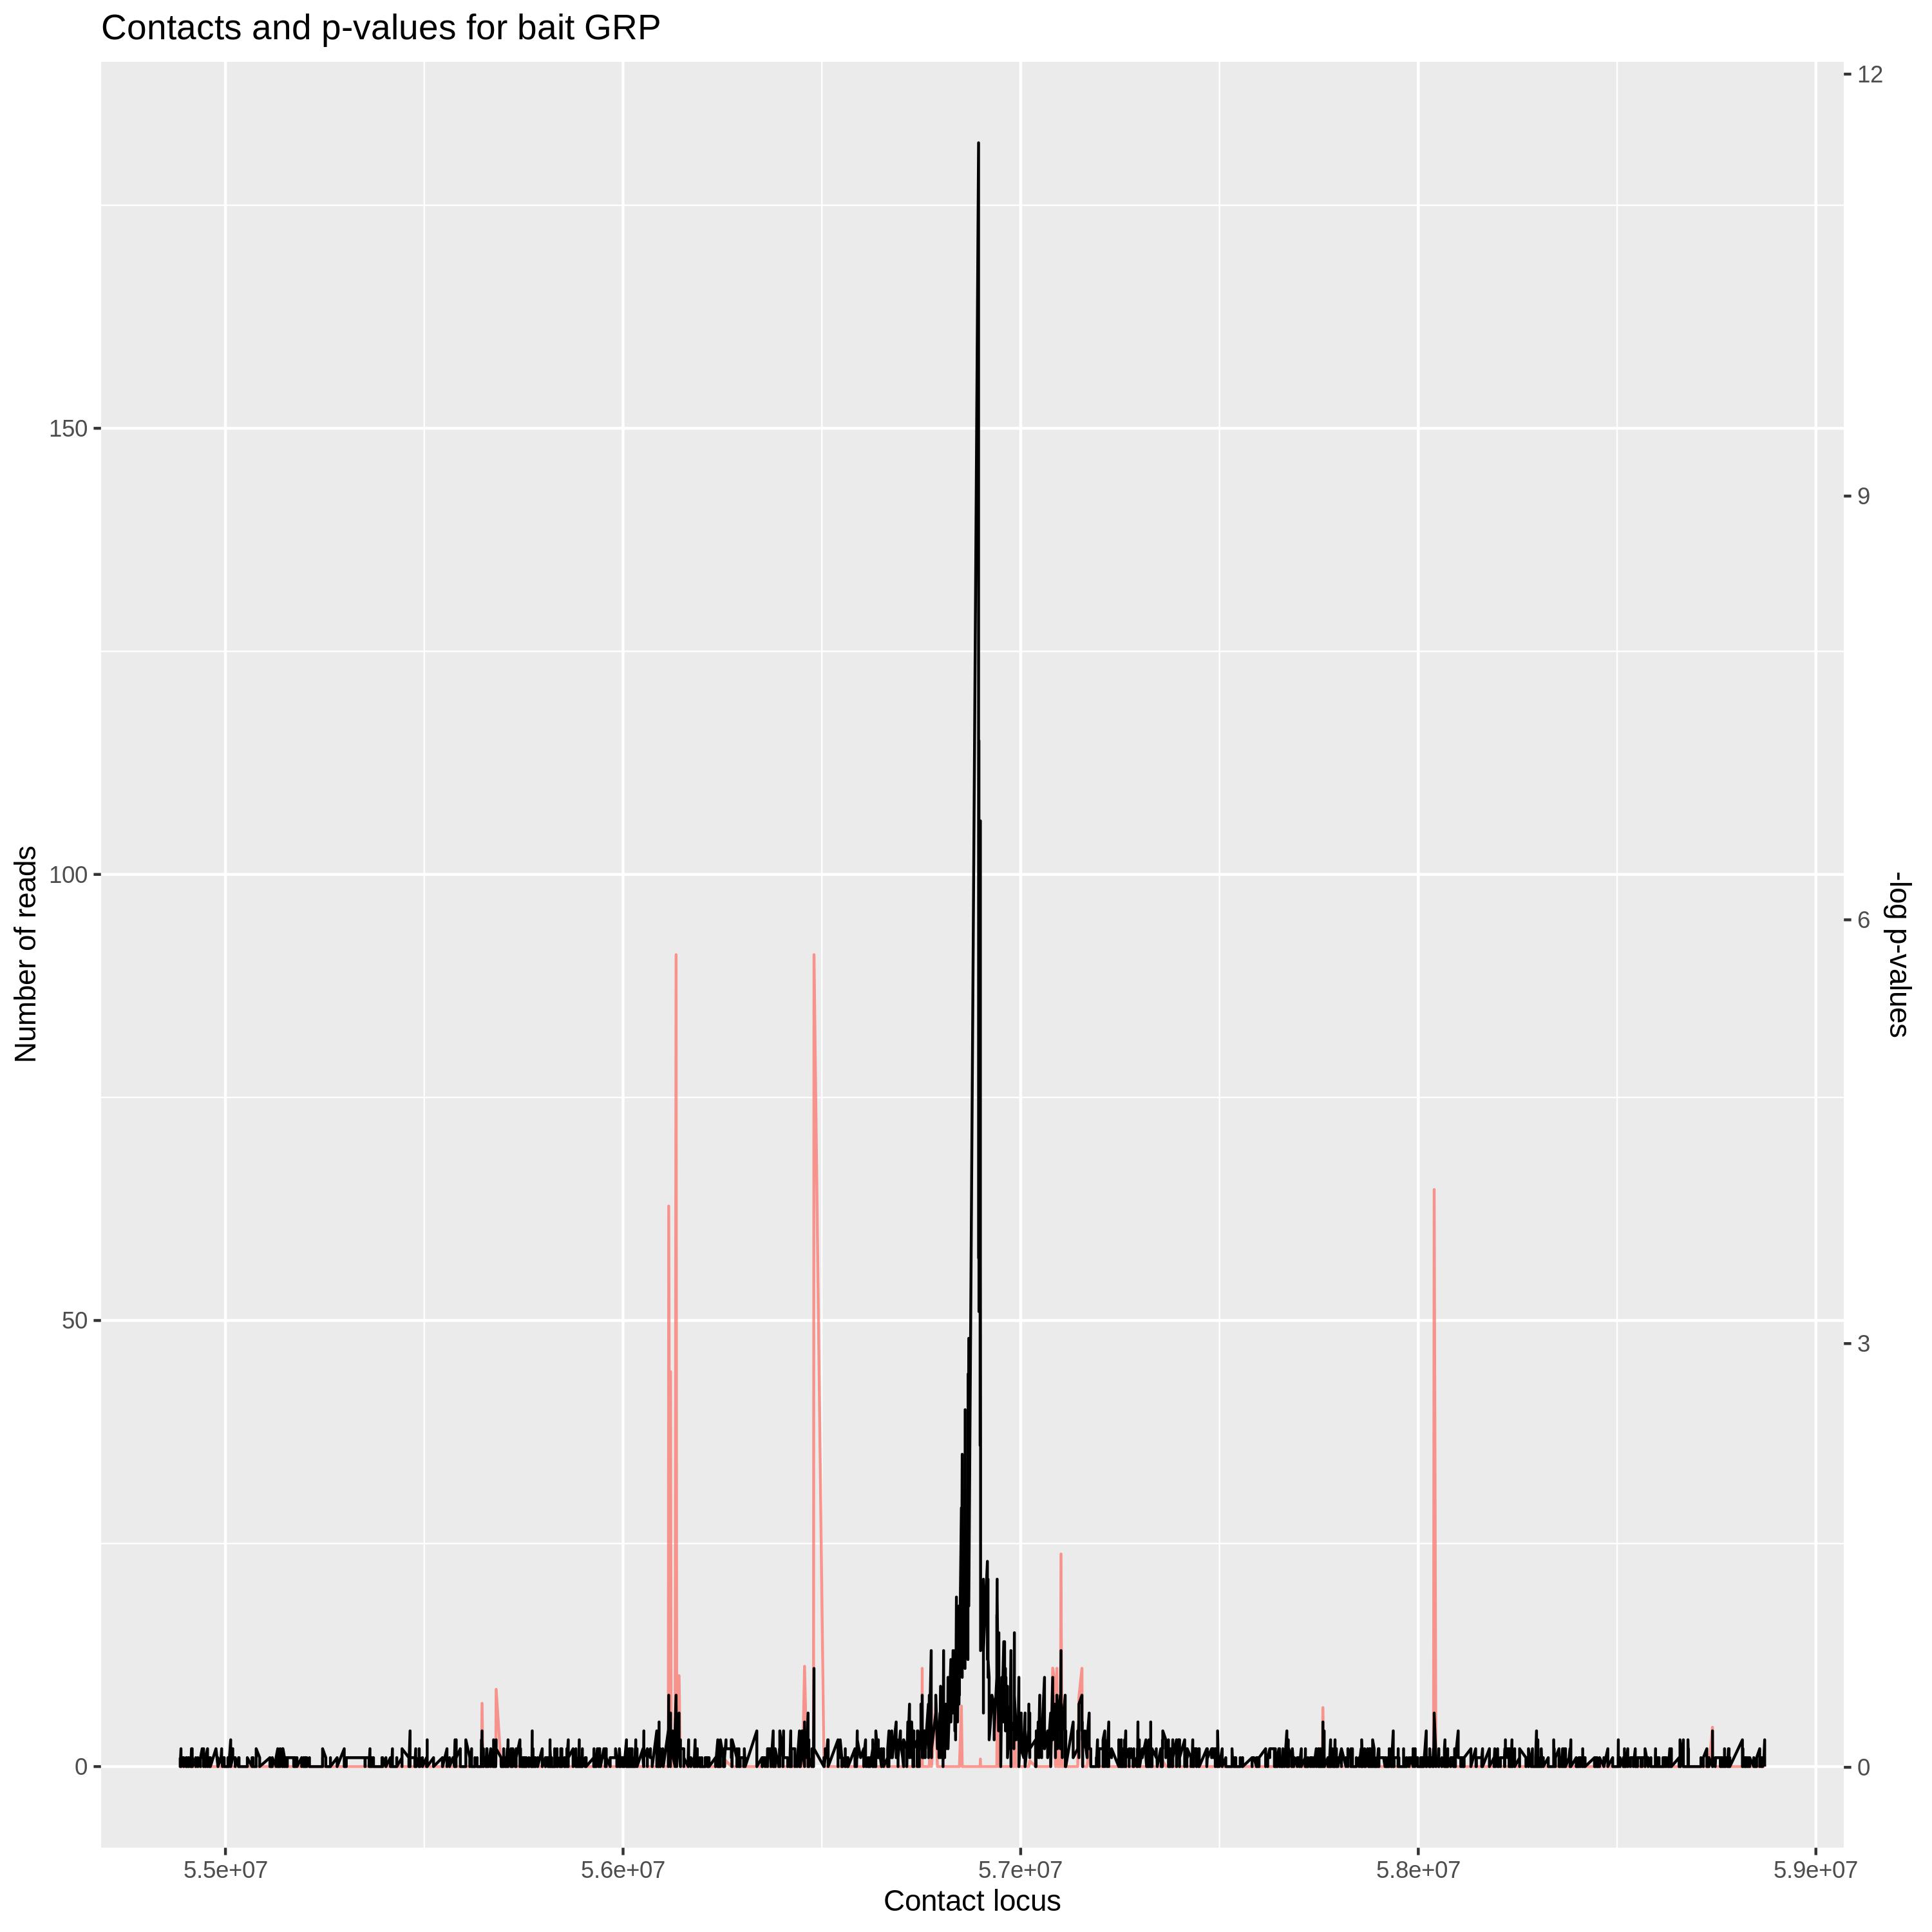 Contacts and p-values for bait GRP
Number of reads
150
100
50
0
12
9
6
3
0
-log p-values
5.5e+07 5.6e+07 5.7e+07 5.8e+07 5.9e+07
Contact locus